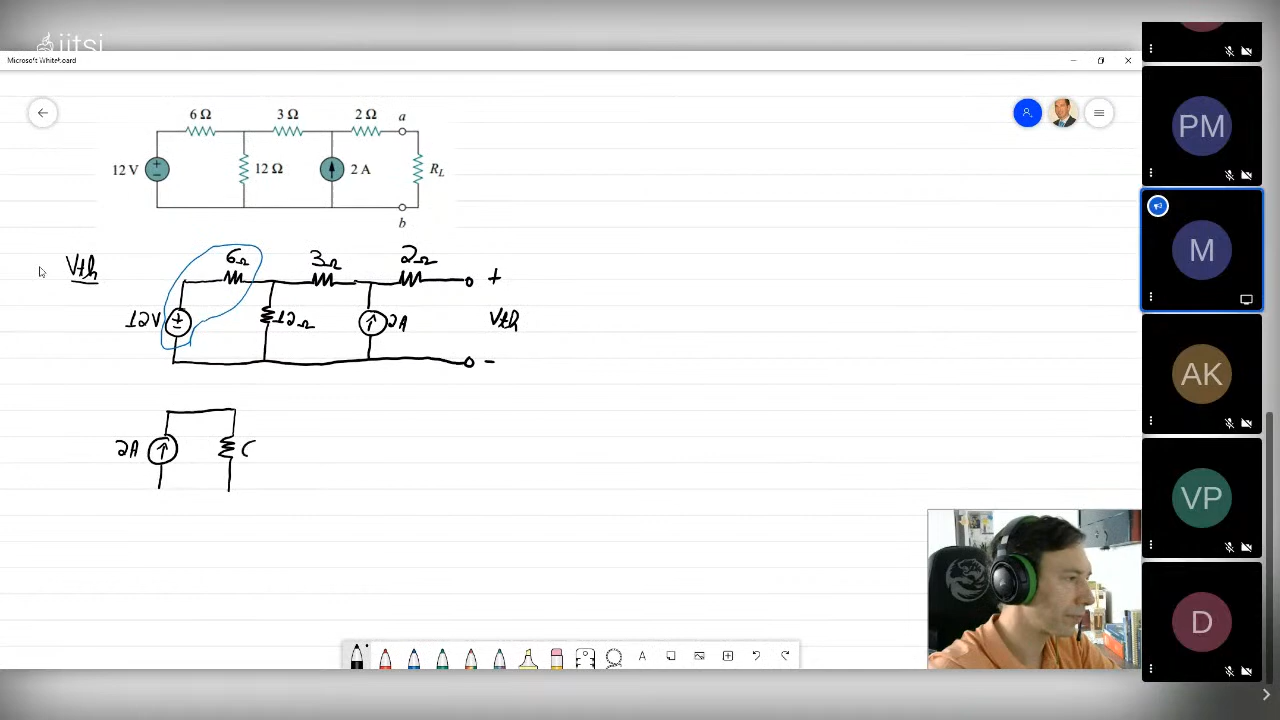 jitsi
Microsoft Whiteboard
6 Ω 3 Ω 2 Ω a
12 V 12 Ω 2 A R_L
b
Vth 6Ω 3Ω 2Ω +
12V 12Ω 2A Vth
-
2A
A
PM
M
AK
VP
D